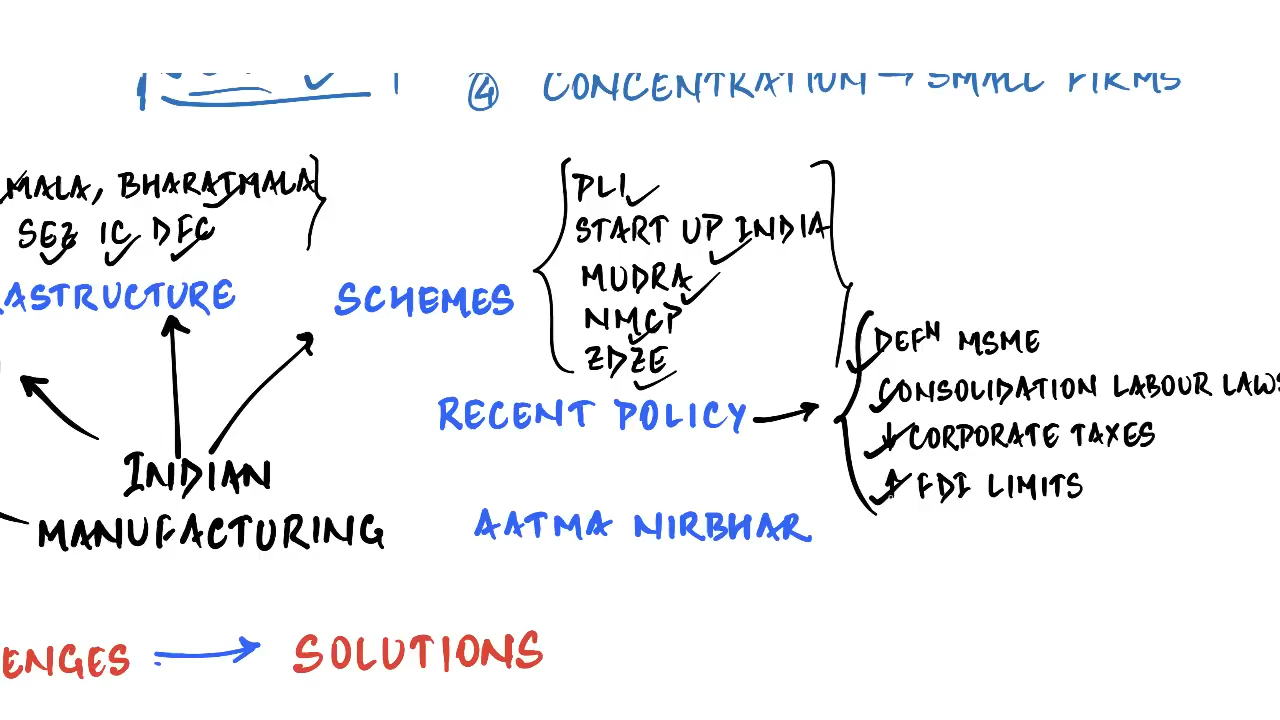 ④ CONCENTRATION → SMALL FIRMS
MALA, BHARATMALA
SEZ IC DFC
ASTRUCTURE
SCHEMES
PLI
START UP INDIA
MUDRA
NMCP
ZDZE
RECENT POLICY →
DEFN MSME
CONSOLIDATION LABOUR LAWS
↓ CORPORATE TAXES
↑ FDI LIMITS
INDIAN
MANUFACTURING
AATMA NIRBHAR
ENGES → SOLUTIONS